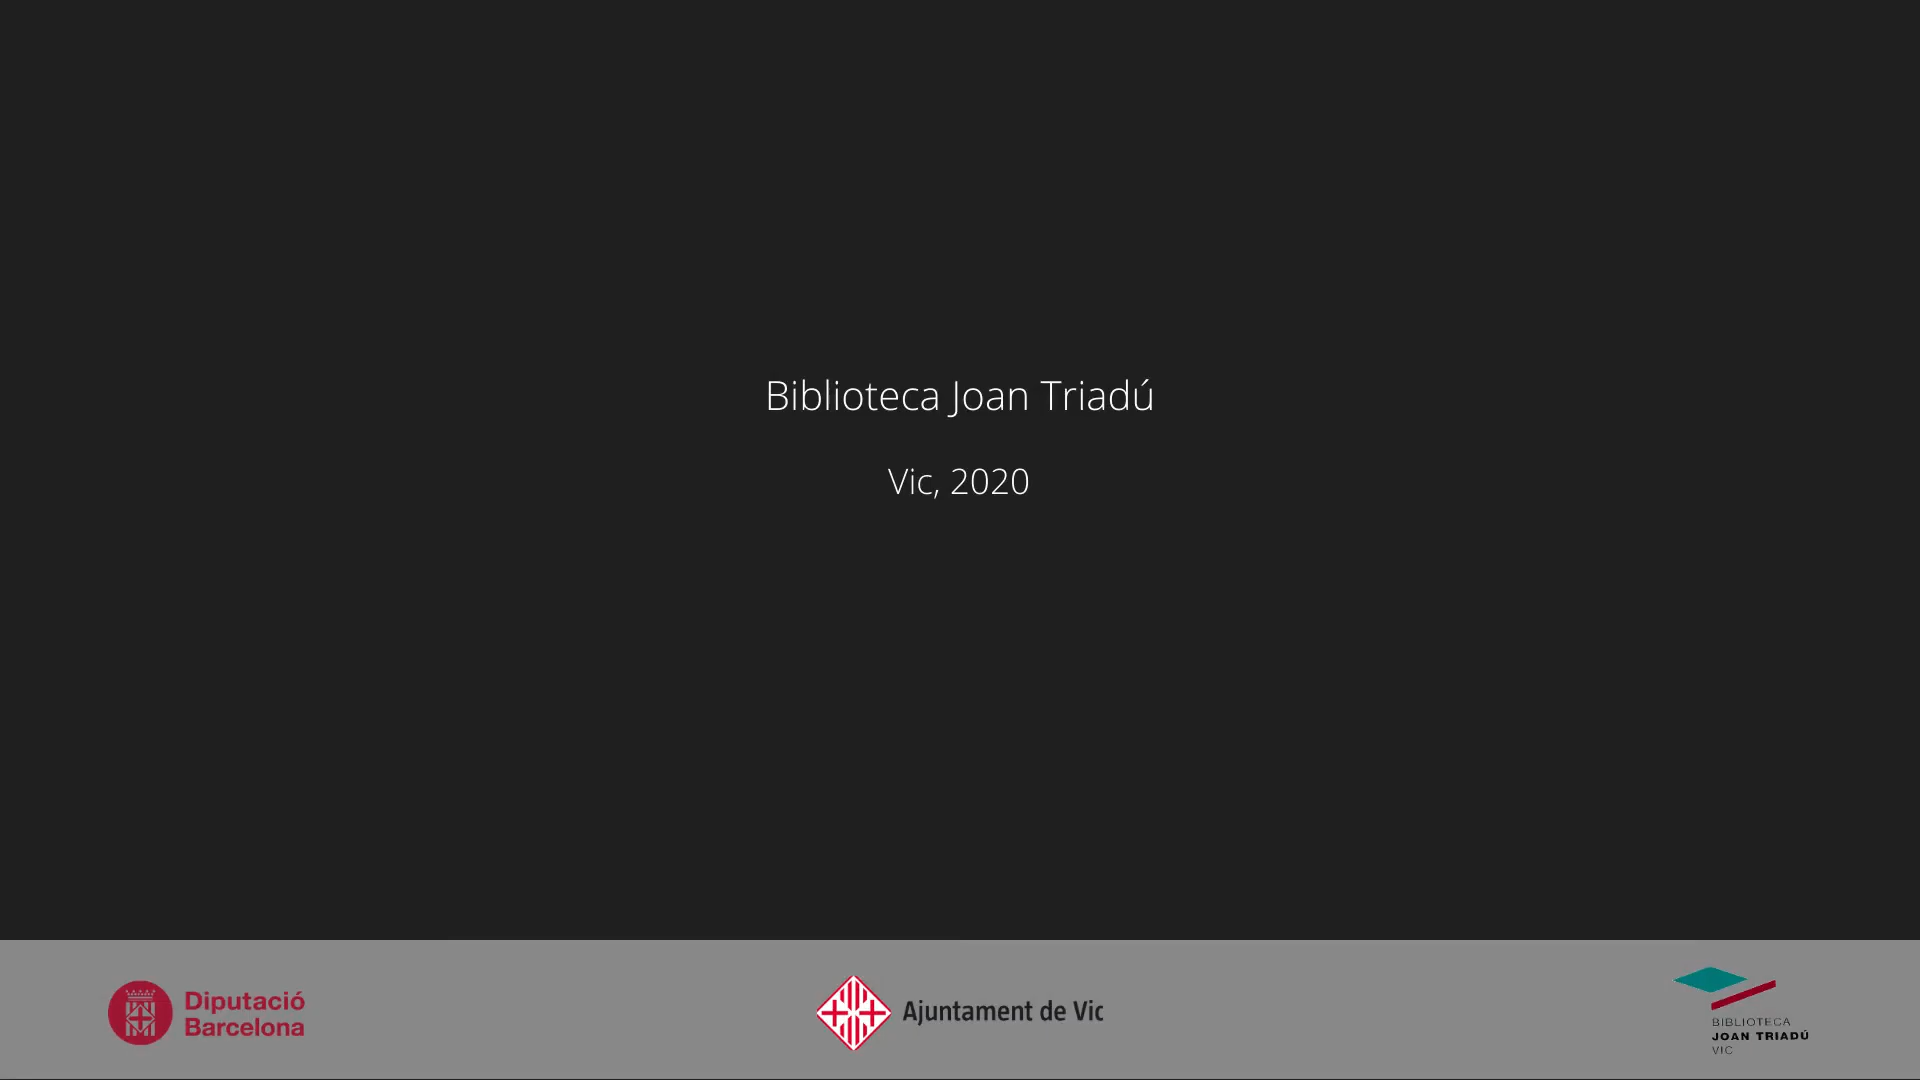 Biblioteca Joan Triadú
Vic, 2020
Diputació
Barcelona
Ajuntament de Vic
BIBLIOTECA
JOAN TRIADÚ
VIC